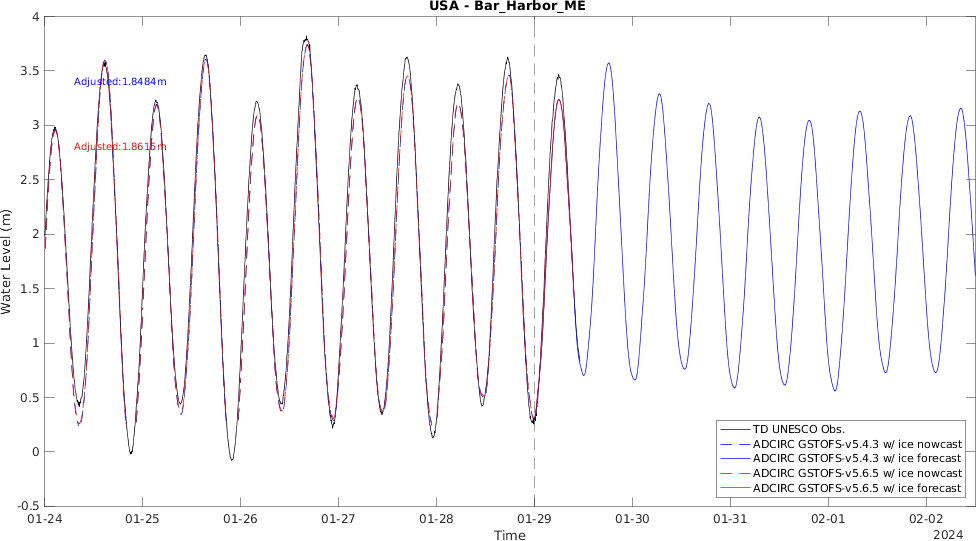 USA - Bar_Harbor_ME
4
3.5
3
2.5
2
1.5
1
0.5
0
-0.5
Water Level (m)
Adjusted:1.8484m
Adjusted:1.8615m
TD UNESCO Obs.
ADCIRC GSTOFS-v5.4.3 w/ ice nowcast
ADCIRC GSTOFS-v5.4.3 w/ ice forecast
ADCIRC GSTOFS-v5.6.5 w/ ice nowcast
ADCIRC GSTOFS-v5.6.5 w/ ice forecast
01-24 01-25 01-26 01-27 01-28 01-29 01-30 01-31 02-01 02-02
Time
2024